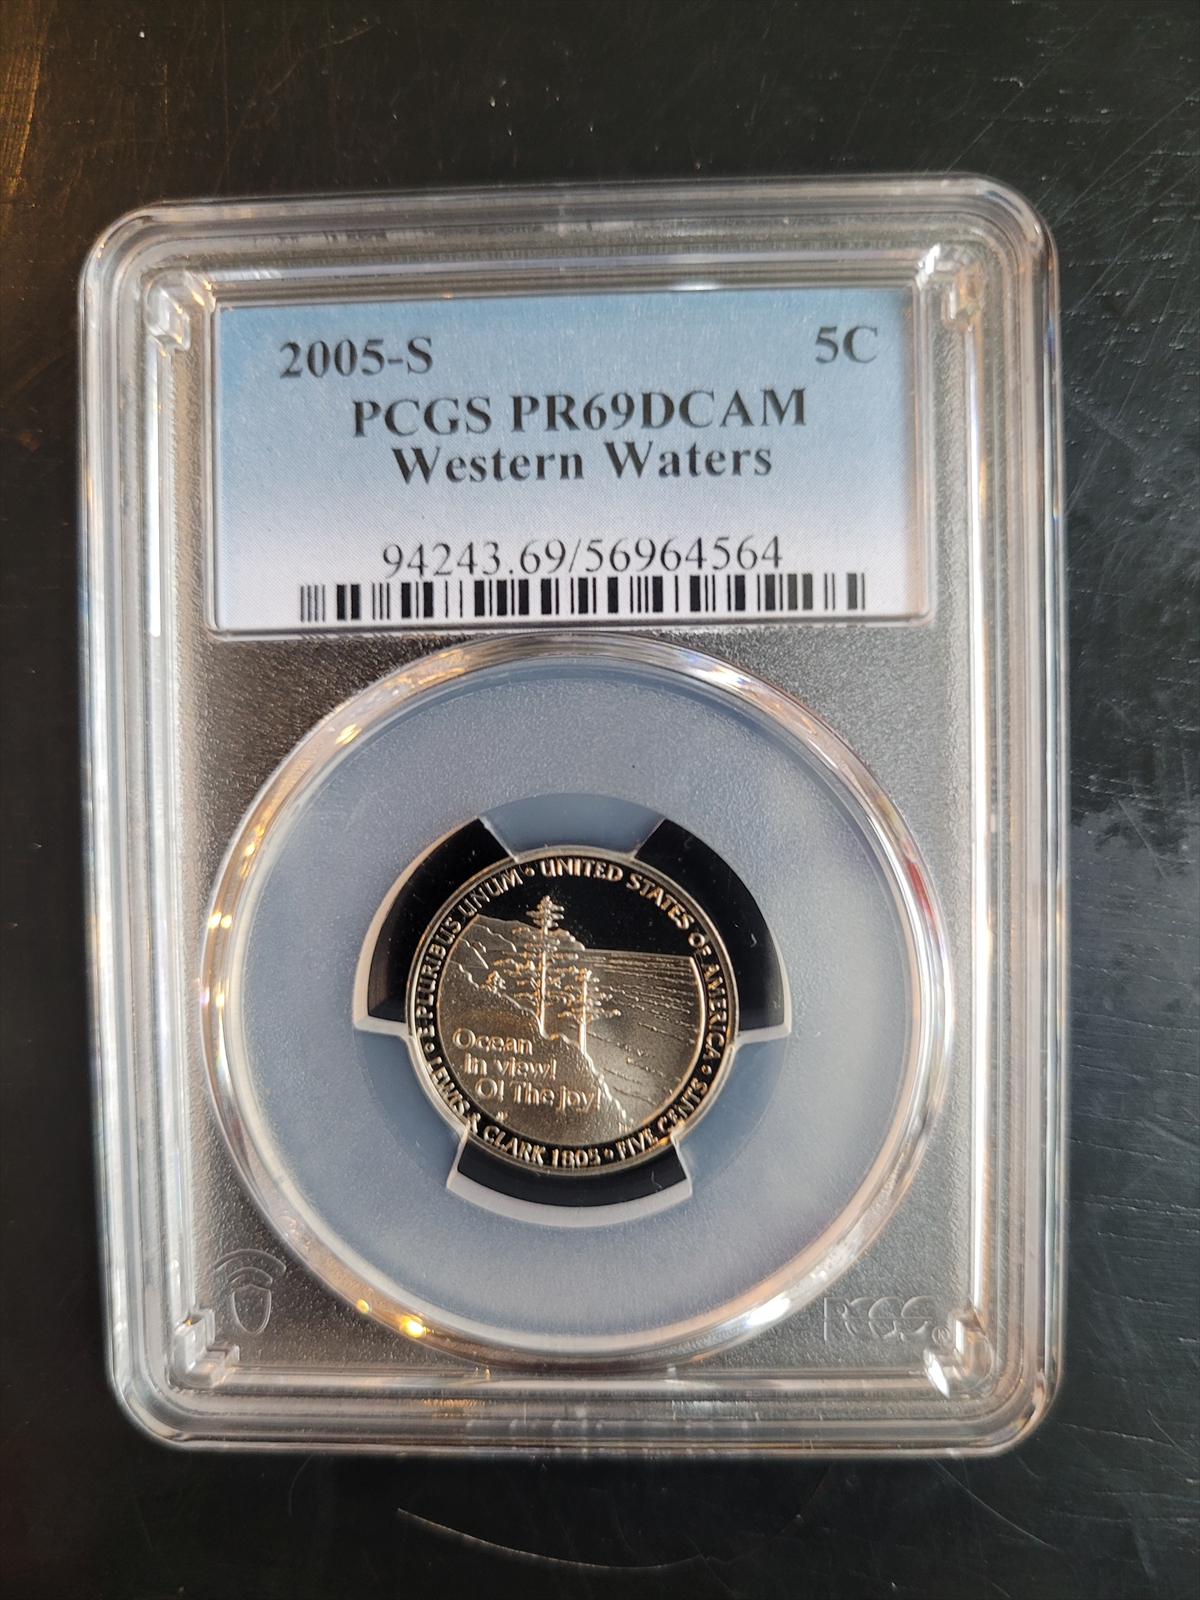 2005-S 5C
PCGS PR69DCAM
Western Waters
94243.69/56964564
E PLURIBUS UNUM • UNITED STATES OF AMERICA •
Ocean
in view!
O! The joy!
LEWIS & CLARK 1805 • FIVE CENTS
PCGS®